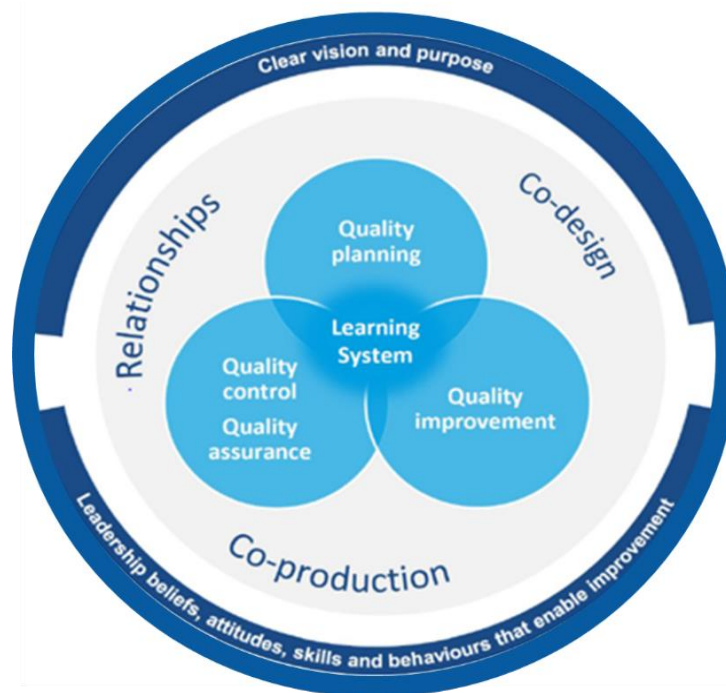 Clear vision and purpose
Relationships
Co-design
Quality
planning
Learning
System
Quality
control
Quality
assurance
Quality
improvement
Co-production
Leadership beliefs, attitudes, skills and behaviours that enable improvement